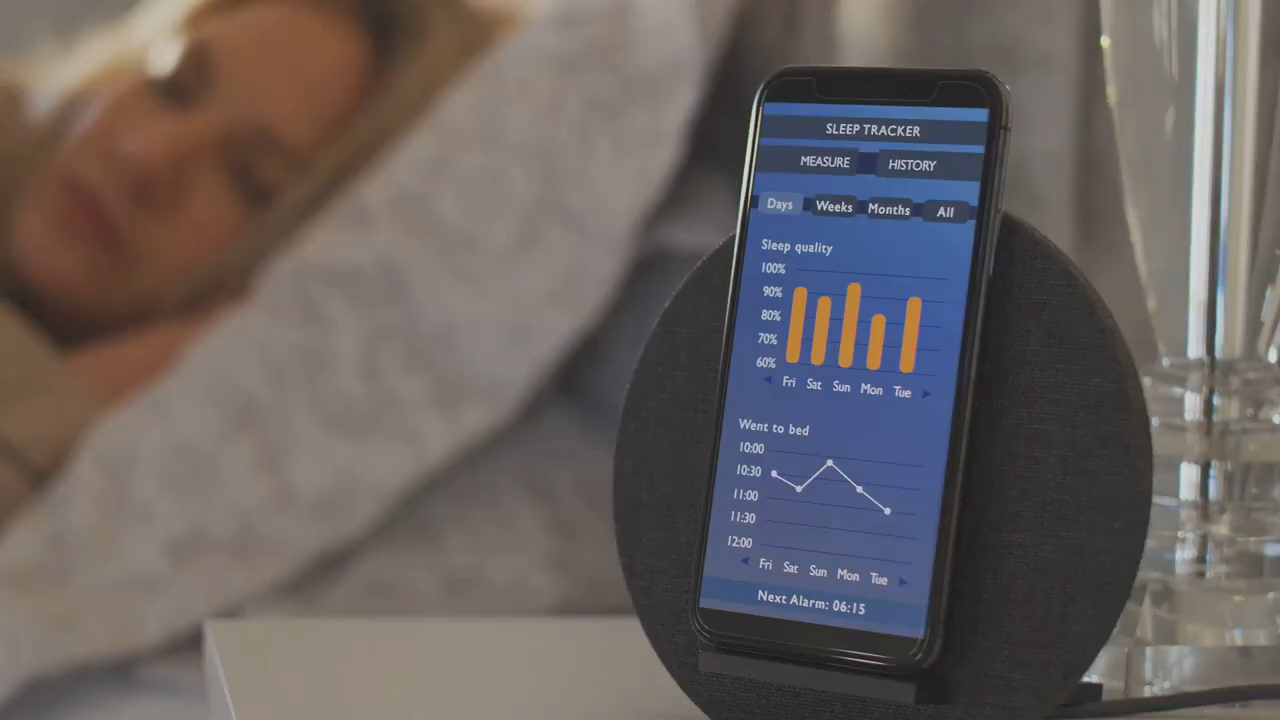 SLEEP TRACKER
MEASURE HISTORY
Days Weeks Months All
Sleep quality
100%
90%
80%
70%
60%
Fri Sat Sun Mon Tue
Went to bed
10:00
10:30
11:00
11:30
12:00
Fri Sat Sun Mon Tue
Next Alarm: 06:15